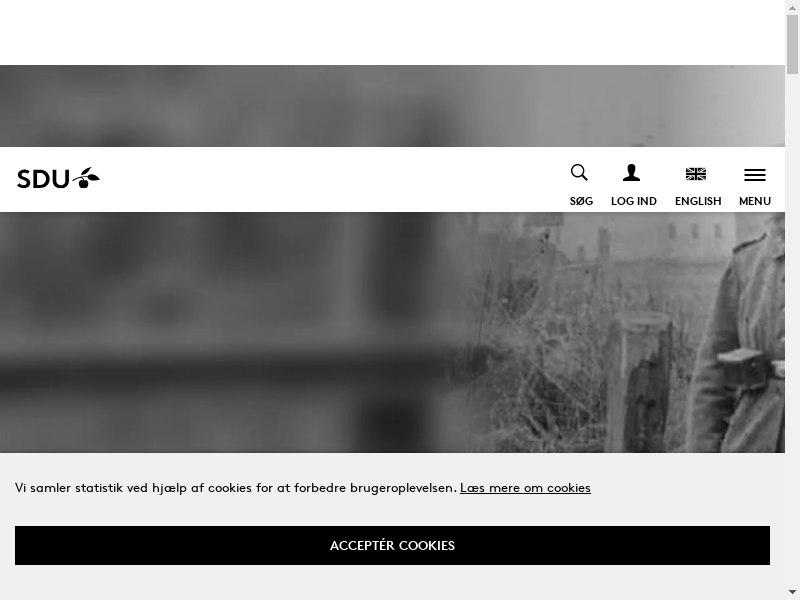 SDU
SØG
LOG IND
ENGLISH
MENU
Vi samler statistik ved hjælp af cookies for at forbedre brugeroplevelsen. Læs mere om cookies
ACCEPTÉR COOKIES